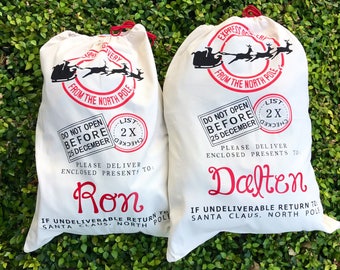 EXPRESS DELIVERY
FROM THE NORTH POLE
DO NOT OPEN
BEFORE
25 DECEMBER
LIST
2X
CHECKED
PLEASE DELIVER
ENCLOSED PRESENTS TO:
Ron
IF UNDELIVERABLE RETURN TO:
SANTA CLAUS, NORTH POLE
EXPRESS DELIVERY
FROM THE NORTH POLE
DO NOT OPEN
BEFORE
25 DECEMBER
LIST
2X
CHECKED
PLEASE DELIVER
ENCLOSED PRESENTS TO:
Dalten
IF UNDELIVERABLE RETURN TO:
SANTA CLAUS, NORTH POLE